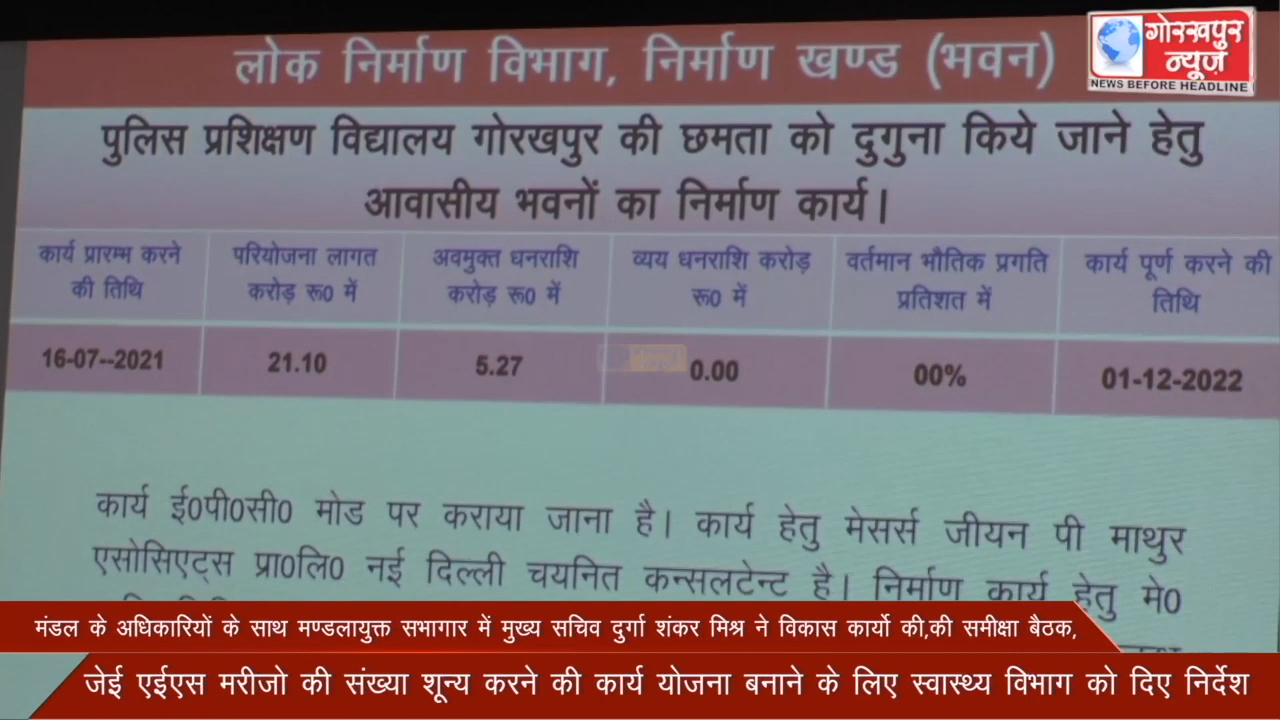 लोक निर्माण विभाग, निर्माण खण्ड (भवन)
गोरखपुर
न्यूज़
NEWS BEFORE HEADLINE
पुलिस प्रशिक्षण विद्यालय गोरखपुर की छमता को दुगुना किये जाने हेतु
आवासीय भवनों का निर्माण कार्य।
कार्य प्रारम्भ करने की तिथि
परियोजना लागत करोड़ रू0 में
अवमुक्त धनराशि करोड़ रू0 में
व्यय धनराशि करोड़ रू0 में
वर्तमान भौतिक प्रगति प्रतिशत में
कार्य पूर्ण करने की तिथि
16-07--2021 21.10 5.27 0.00 00% 01-12-2022
कार्य ई0पी0सी0 मोड पर कराया जाना है। कार्य हेतु मेसर्स जीयन पी माथुर
एसोसिएट्स प्रा0लि0 नई दिल्ली चयनित कन्सलटेन्ट है। निर्माण कार्य हेतु मे0
मंडल के अधिकारियों के साथ मण्डलायुक्त सभागार में मुख्य सचिव दुर्गा शंकर मिश्र ने विकास कार्यो की,की समीक्षा बैठक,
जेई एईएस मरीजो की संख्या शून्य करने की कार्य योजना बनाने के लिए स्वास्थ्य विभाग को दिए निर्देश